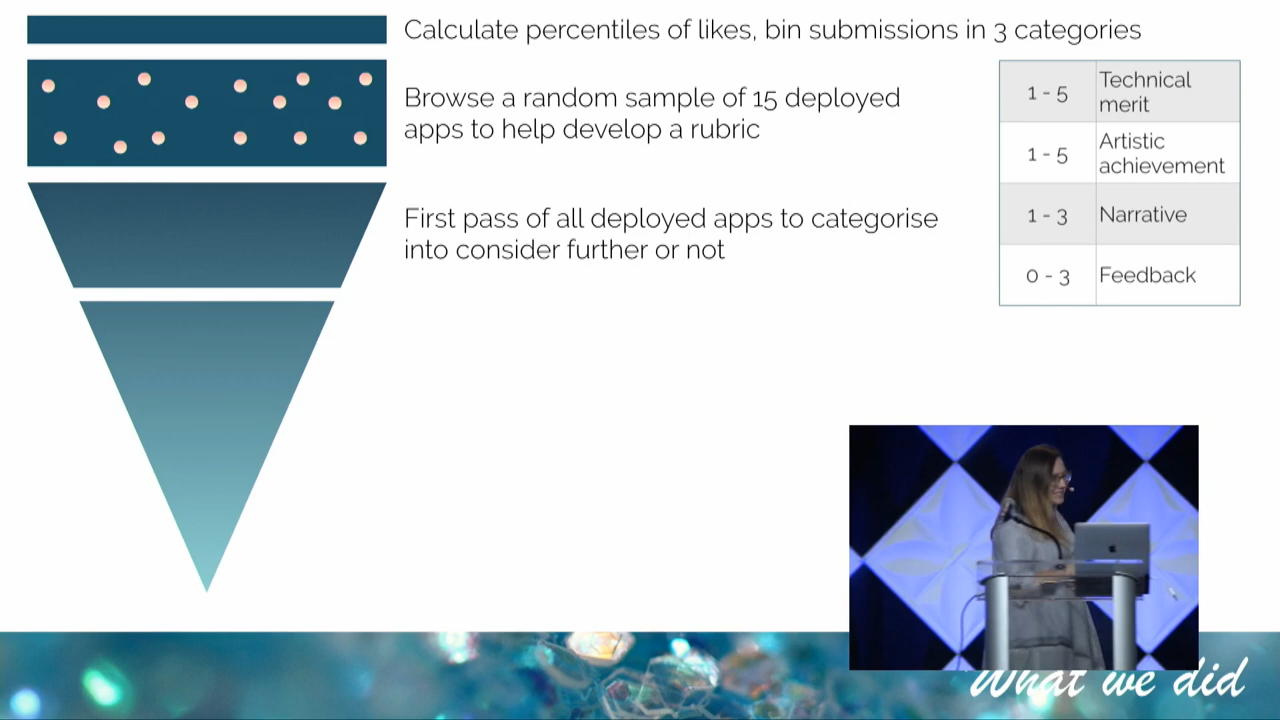 Calculate percentiles of likes, bin submissions in 3 categories
Browse a random sample of 15 deployed
apps to help develop a rubric
First pass of all deployed apps to categorise
into consider further or not
1 - 5 Technical
merit
1 - 5 Artistic
achievement
1 - 3 Narrative
0 - 3 Feedback
What we did